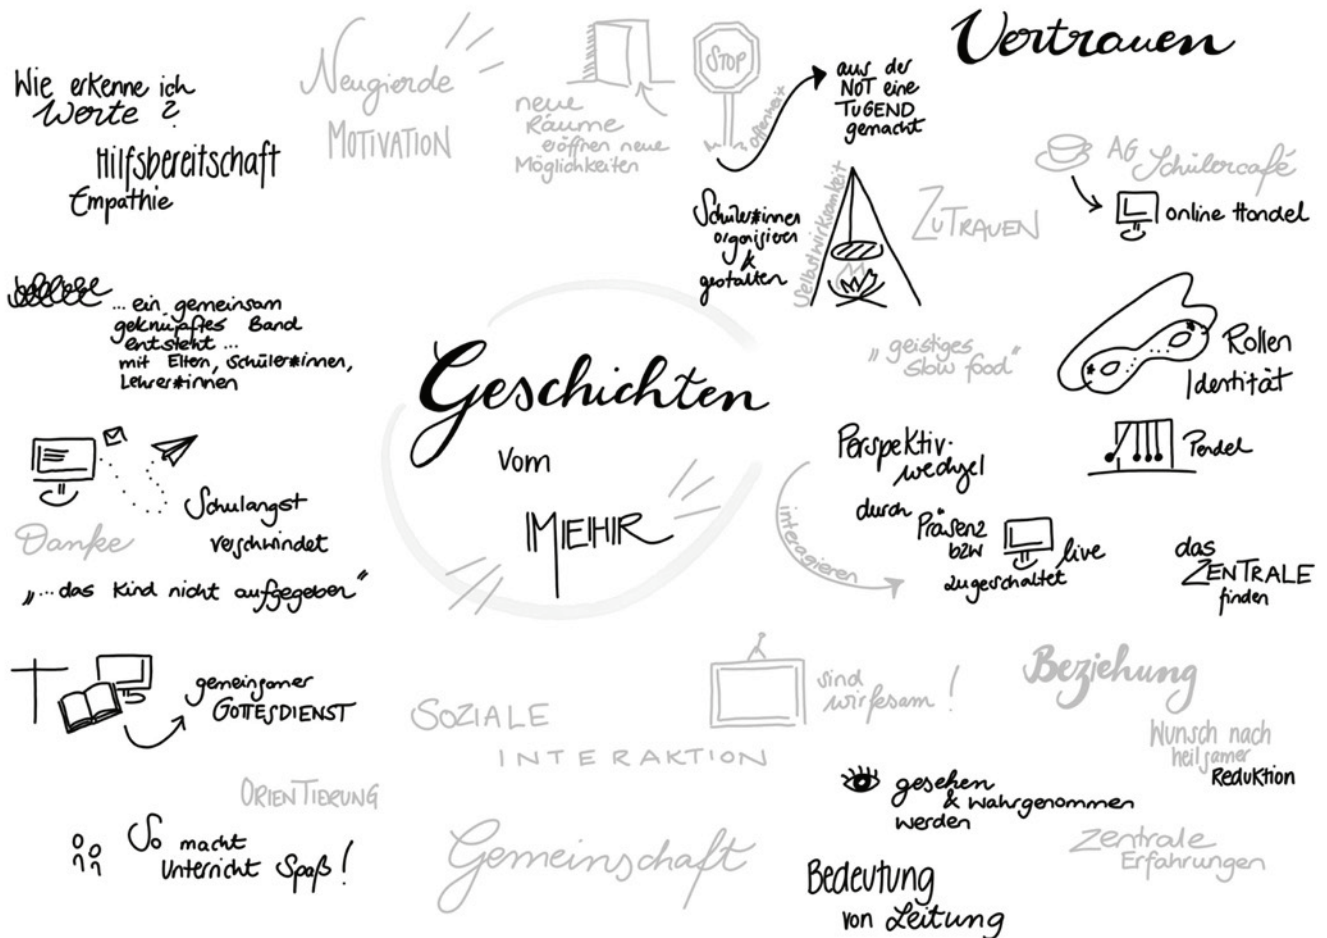 Wie erkenne ich
Werte?
Hilfsbereitschaft
Empathie
Neugierde
MOTIVATION
neue
Räume
eröffnen neue
Möglichkeiten
STOP
Offenheit
aus der
NOT eine
TUGEND
gemacht
Vertrauen
AG Schülercafé
online Handel
Schüler*innen
organisieren
&
gestalten
Selbstwirksamkeit
ZUTRAUEN
... ein gemeinsam
geknüpftes Band
entsteht ...
mit Eltern, Schüler*innen,
Lehrer*innen
Geschichten
vom
MEHR
„geistiges
Slow food"
Rollen
Identität
Pendel
Schulangst
verschwindet
Danke
„... das Kind nicht aufgegeben"
Perspektiv-
wechsel
durch
Präsenz
bzw
live
zugeschaltet
interagieren
das
ZENTRALE
finden
gemeinsamer
GOTTESDIENST
SOZIALE
INTERAKTION
sind
wirksam!
Beziehung
Wunsch nach
heilsamer
Reduktion
ORIENTIERUNG
So macht
Unterricht Spaß!
Gemeinschaft
gesehen
& wahrgenommen
werden
Zentrale
Erfahrungen
Bedeutung
von Leitung